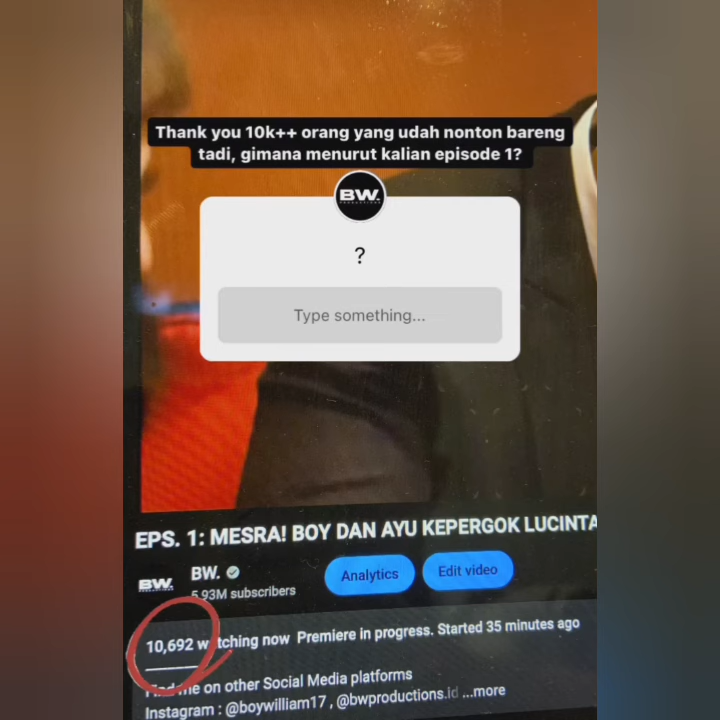 Thank you 10k++ orang yang udah nonton bareng
tadi, gimana menurut kalian episode 1?
BW.
PRODUCTIONS
?
Type something...
EPS. 1: MESRA! BOY DAN AYU KEPERGOK LUCINTA
BW.
BW.
5.93M subscribers
Analytics
Edit video
10,692 watching now Premiere in progress. Started 35 minutes ago
Find me on other Social Media platforms
Instagram : @boywilliam17 , @bwproductions.id ...more